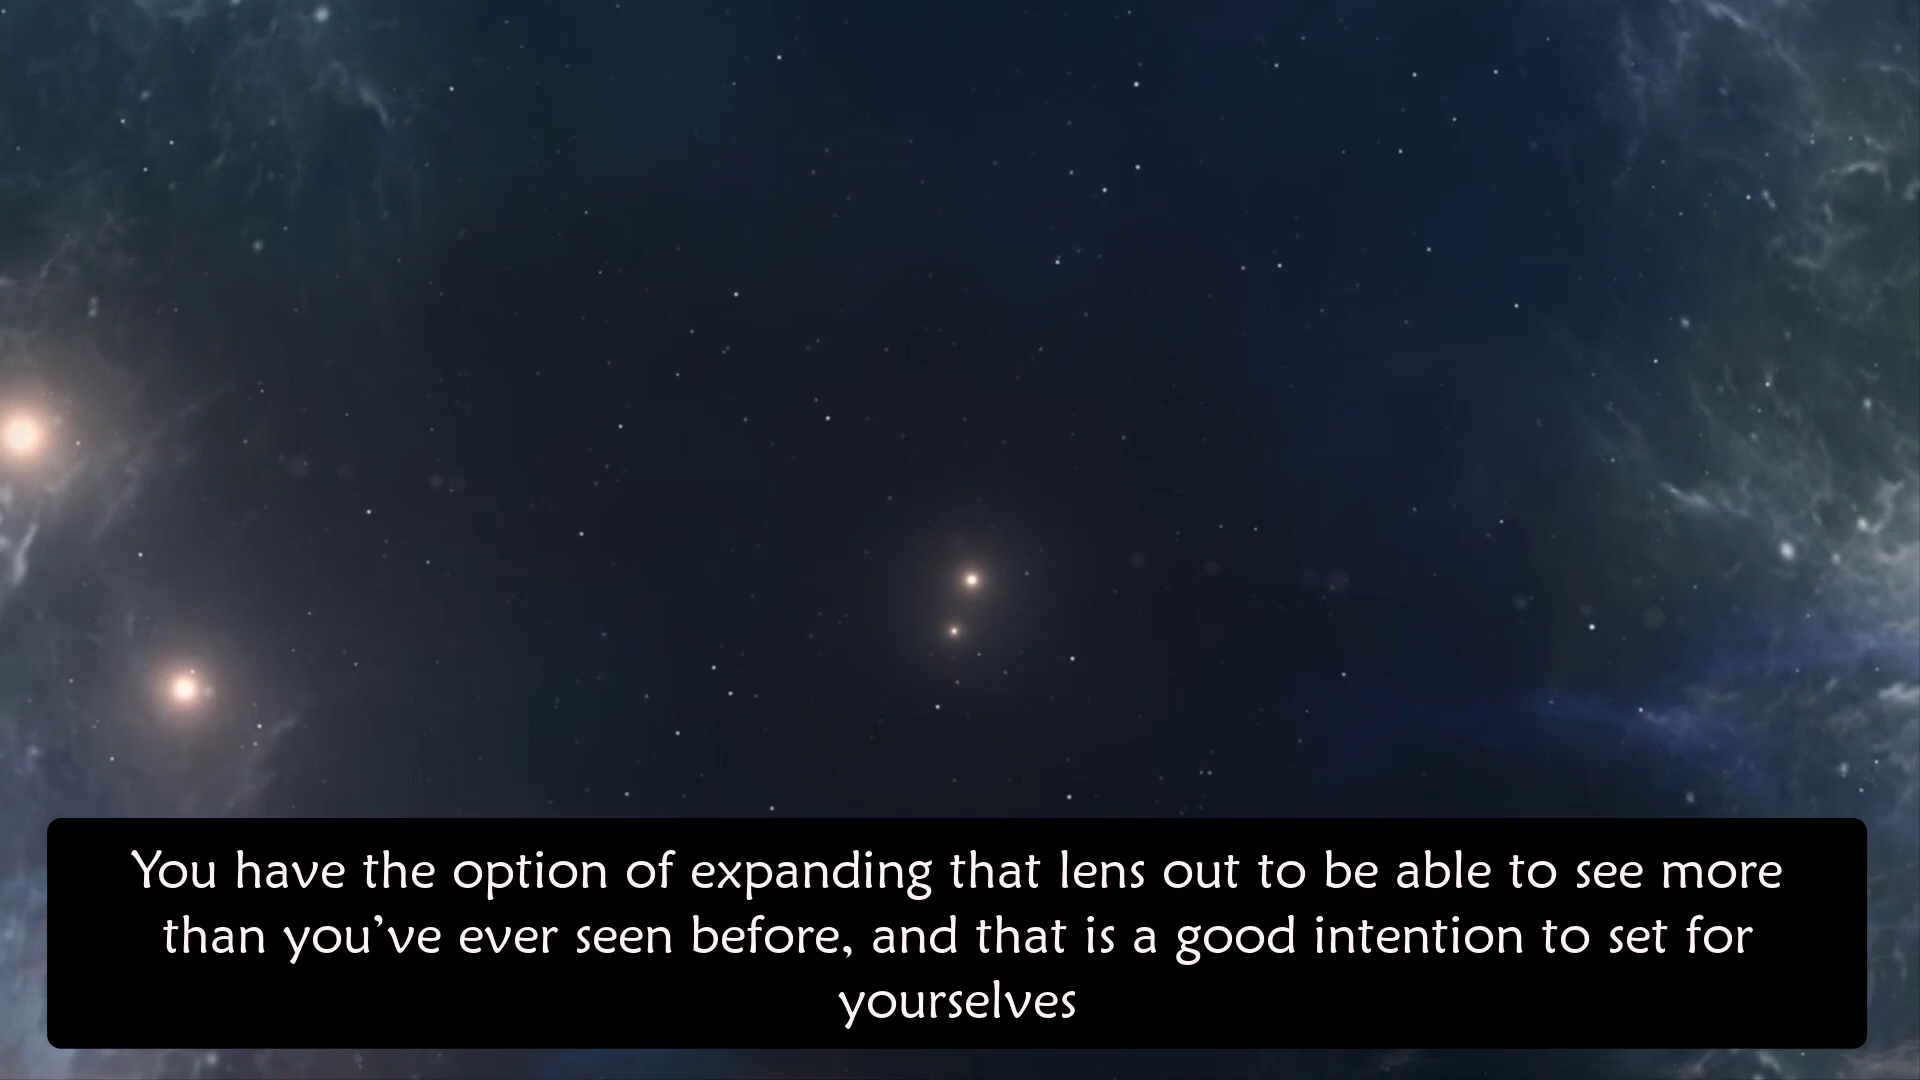 You have the option of expanding that lens out to be able to see more
than you’ve ever seen before, and that is a good intention to set for
yourselves